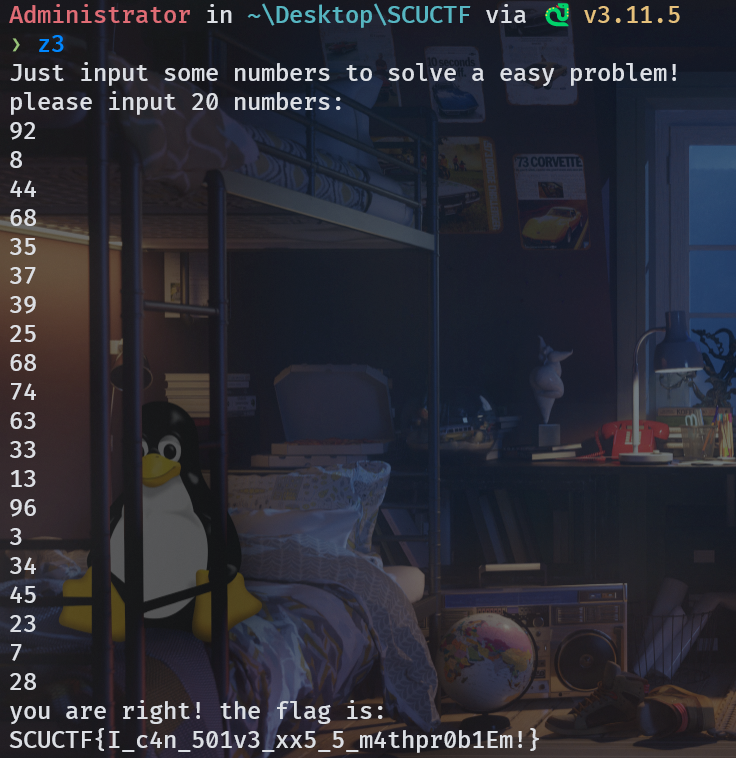 Administrator in ~\Desktop\SCUCTF via v3.11.5
❯ z3
Just input some numbers to solve a easy problem!
please input 20 numbers:
92
8
44
68
35
37
39
25
68
74
63
33
13
96
3
34
45
23
7
28
you are right! the flag is:
SCUCTF{I_c4n_501v3_xx5_5_m4thpr0b1Em!}
73 CORVETTE